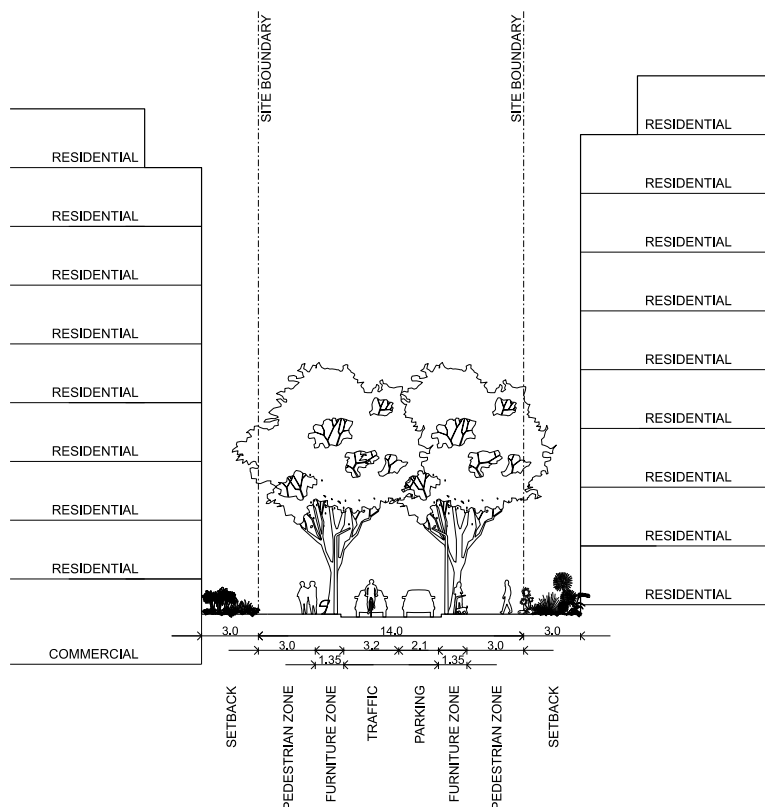 SITE BOUNDARY
SITE BOUNDARY
RESIDENTIAL
RESIDENTIAL
RESIDENTIAL
RESIDENTIAL
RESIDENTIAL
RESIDENTIAL
RESIDENTIAL
RESIDENTIAL
COMMERCIAL
RESIDENTIAL
RESIDENTIAL
RESIDENTIAL
RESIDENTIAL
RESIDENTIAL
RESIDENTIAL
RESIDENTIAL
RESIDENTIAL
RESIDENTIAL
3.0 14.0 3.0
3.0 3.2 2.1 3.0
1.35 1.35
SETBACK
PEDESTRIAN ZONE
FURNITURE ZONE
TRAFFIC
PARKING
FURNITURE ZONE
PEDESTRIAN ZONE
SETBACK